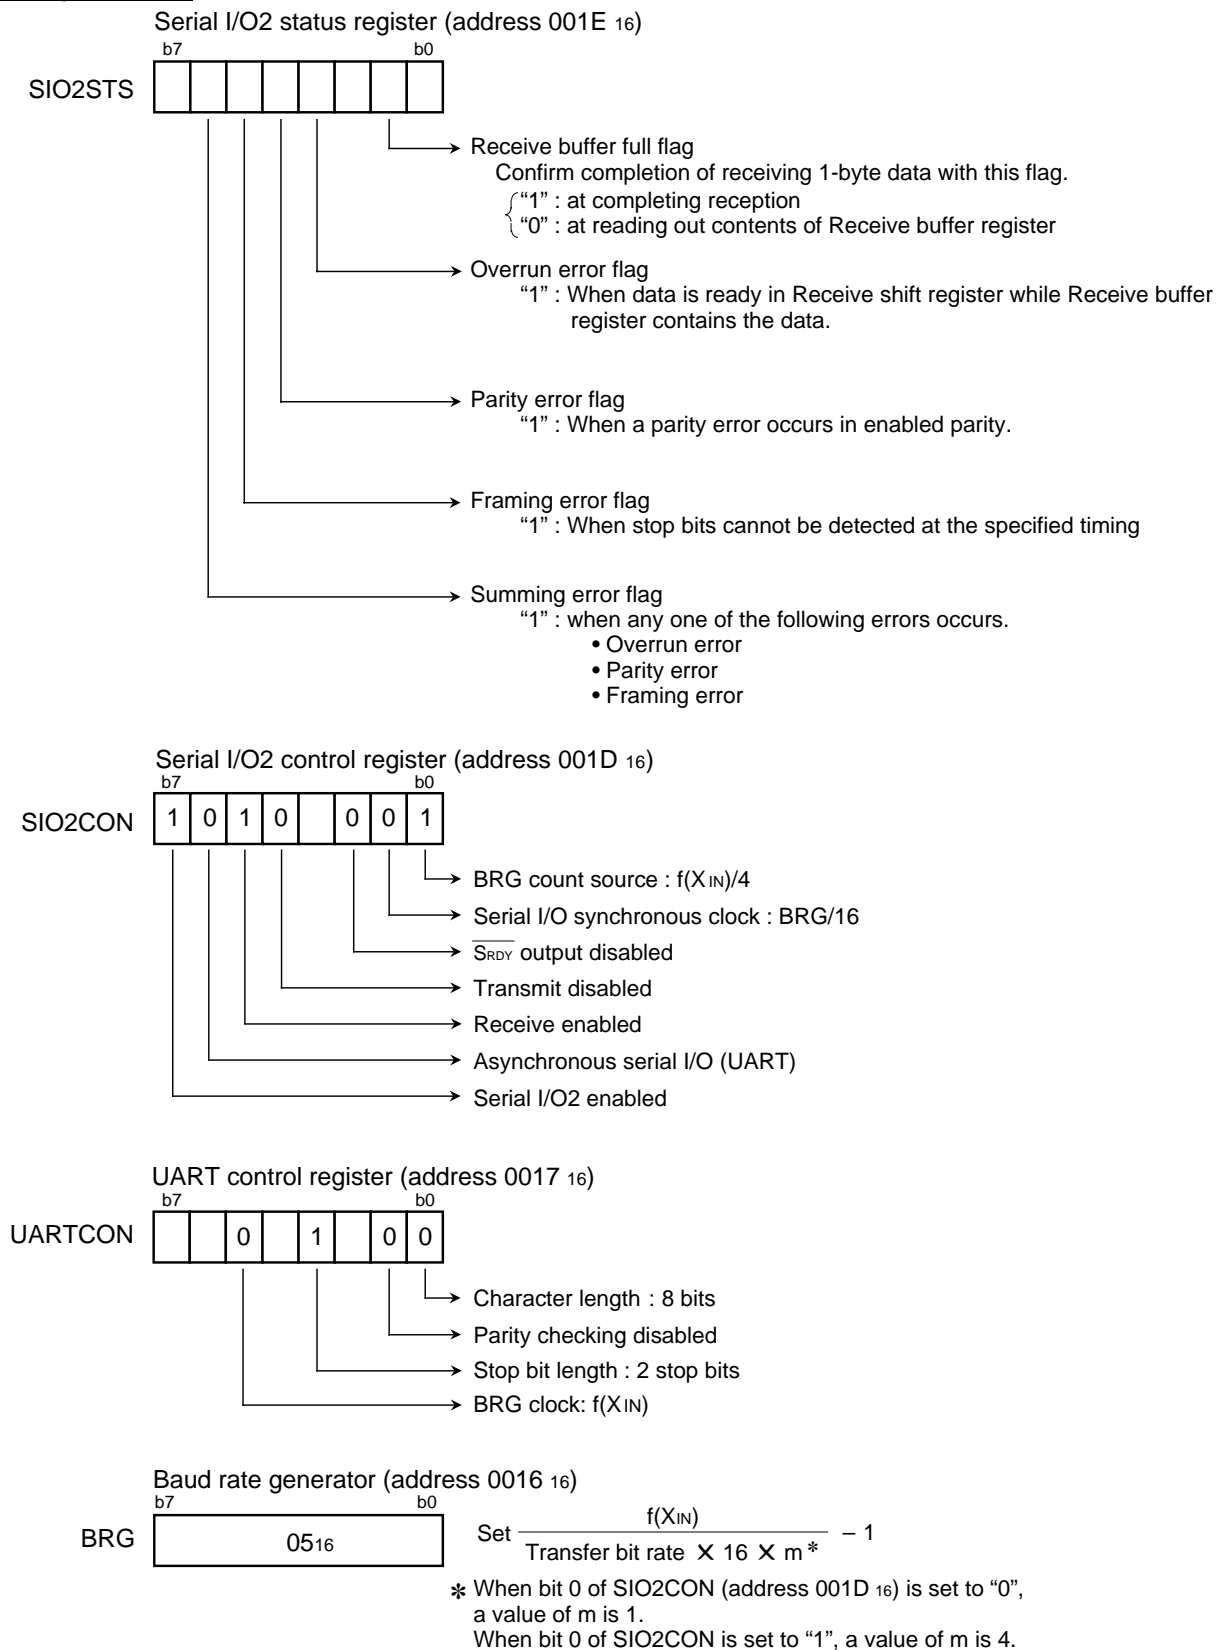 Serial I/O2 status register (address 001E 16)
b7 b0
SIO2STS
Receive buffer full flag
Confirm completion of receiving 1-byte data with this flag.
“1” : at completing reception
“0” : at reading out contents of Receive buffer register
Overrun error flag
“1” : When data is ready in Receive shift register while Receive buffer
register contains the data.
Parity error flag
“1” : When a parity error occurs in enabled parity.
Framing error flag
“1” : When stop bits cannot be detected at the specified timing
Summing error flag
“1” : when any one of the following errors occurs.
• Overrun error
• Parity error
• Framing error
Serial I/O2 control register (address 001D 16)
b7 b0
SIO2CON 1 0 1 0 0 0 1
BRG count source : f(XIN)/4
Serial I/O synchronous clock : BRG/16
SRDY output disabled
Transmit disabled
Receive enabled
Asynchronous serial I/O (UART)
Serial I/O2 enabled
UART control register (address 0017 16)
b7 b0
UARTCON 0 1 0 0
Character length : 8 bits
Parity checking disabled
Stop bit length : 2 stop bits
BRG clock: f(XIN)
Baud rate generator (address 0016 16)
b7 b0
BRG 0516
Set f(XIN) / Transfer bit rate × 16 × m* – 1
* When bit 0 of SIO2CON (address 001D 16) is set to “0”,
a value of m is 1.
When bit 0 of SIO2CON is set to “1”, a value of m is 4.